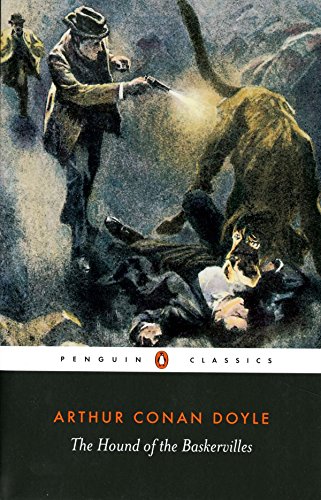 PENGUIN CLASSICS
ARTHUR CONAN DOYLE
The Hound of the Baskervilles